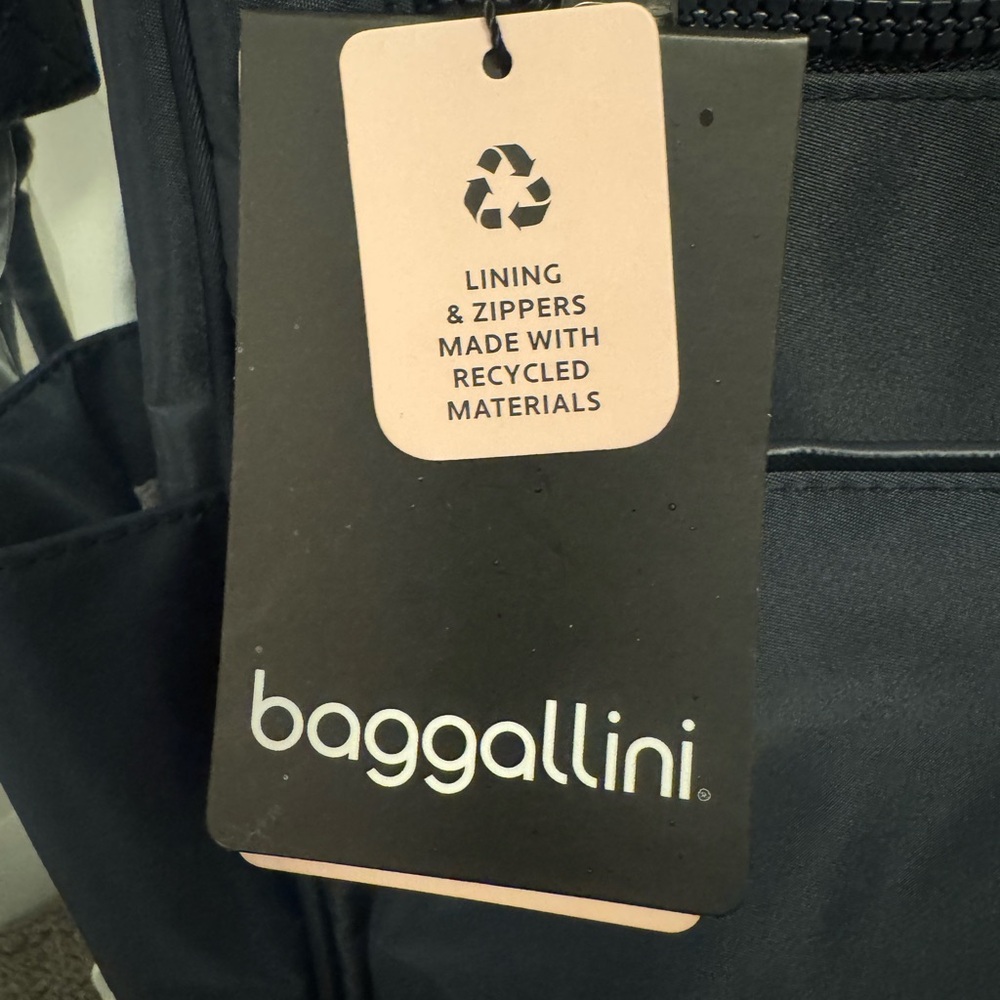 LINING
& ZIPPERS
MADE WITH
RECYCLED
MATERIALS
baggallini®